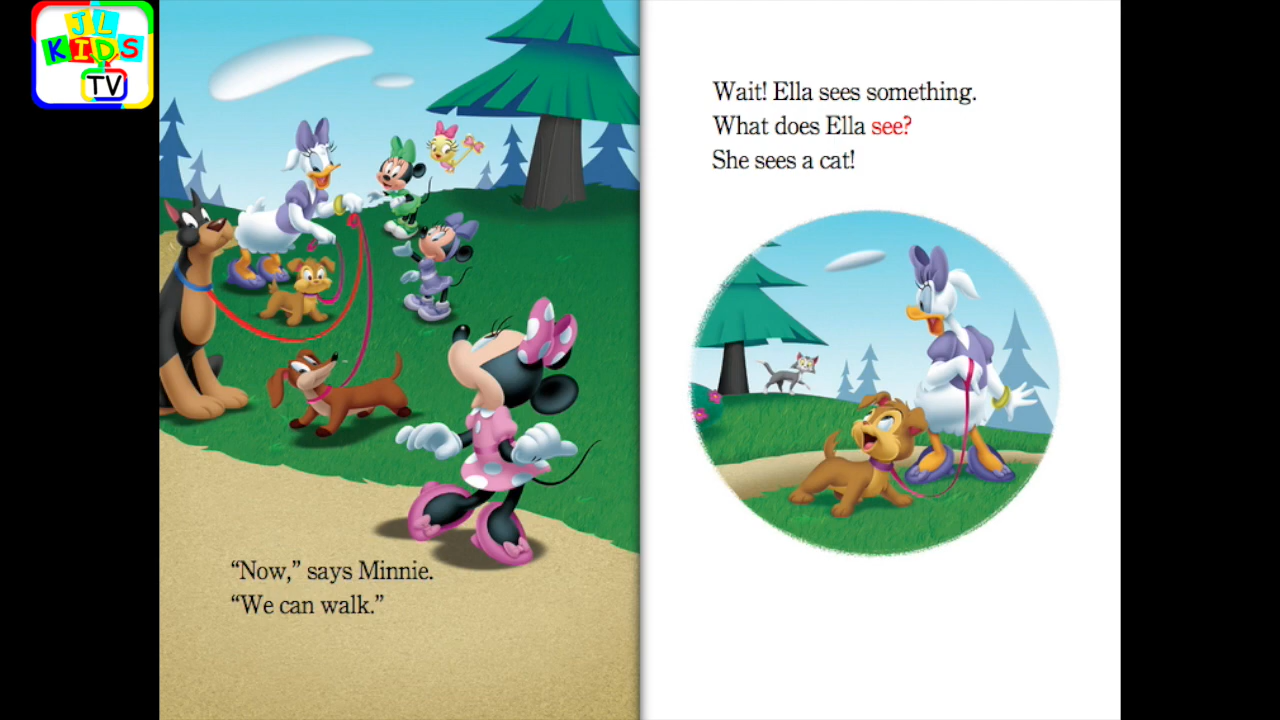 JL
KIDS
TV
Wait! Ella sees something.
What does Ella see?
She sees a cat!
“Now,” says Minnie.
“We can walk.”